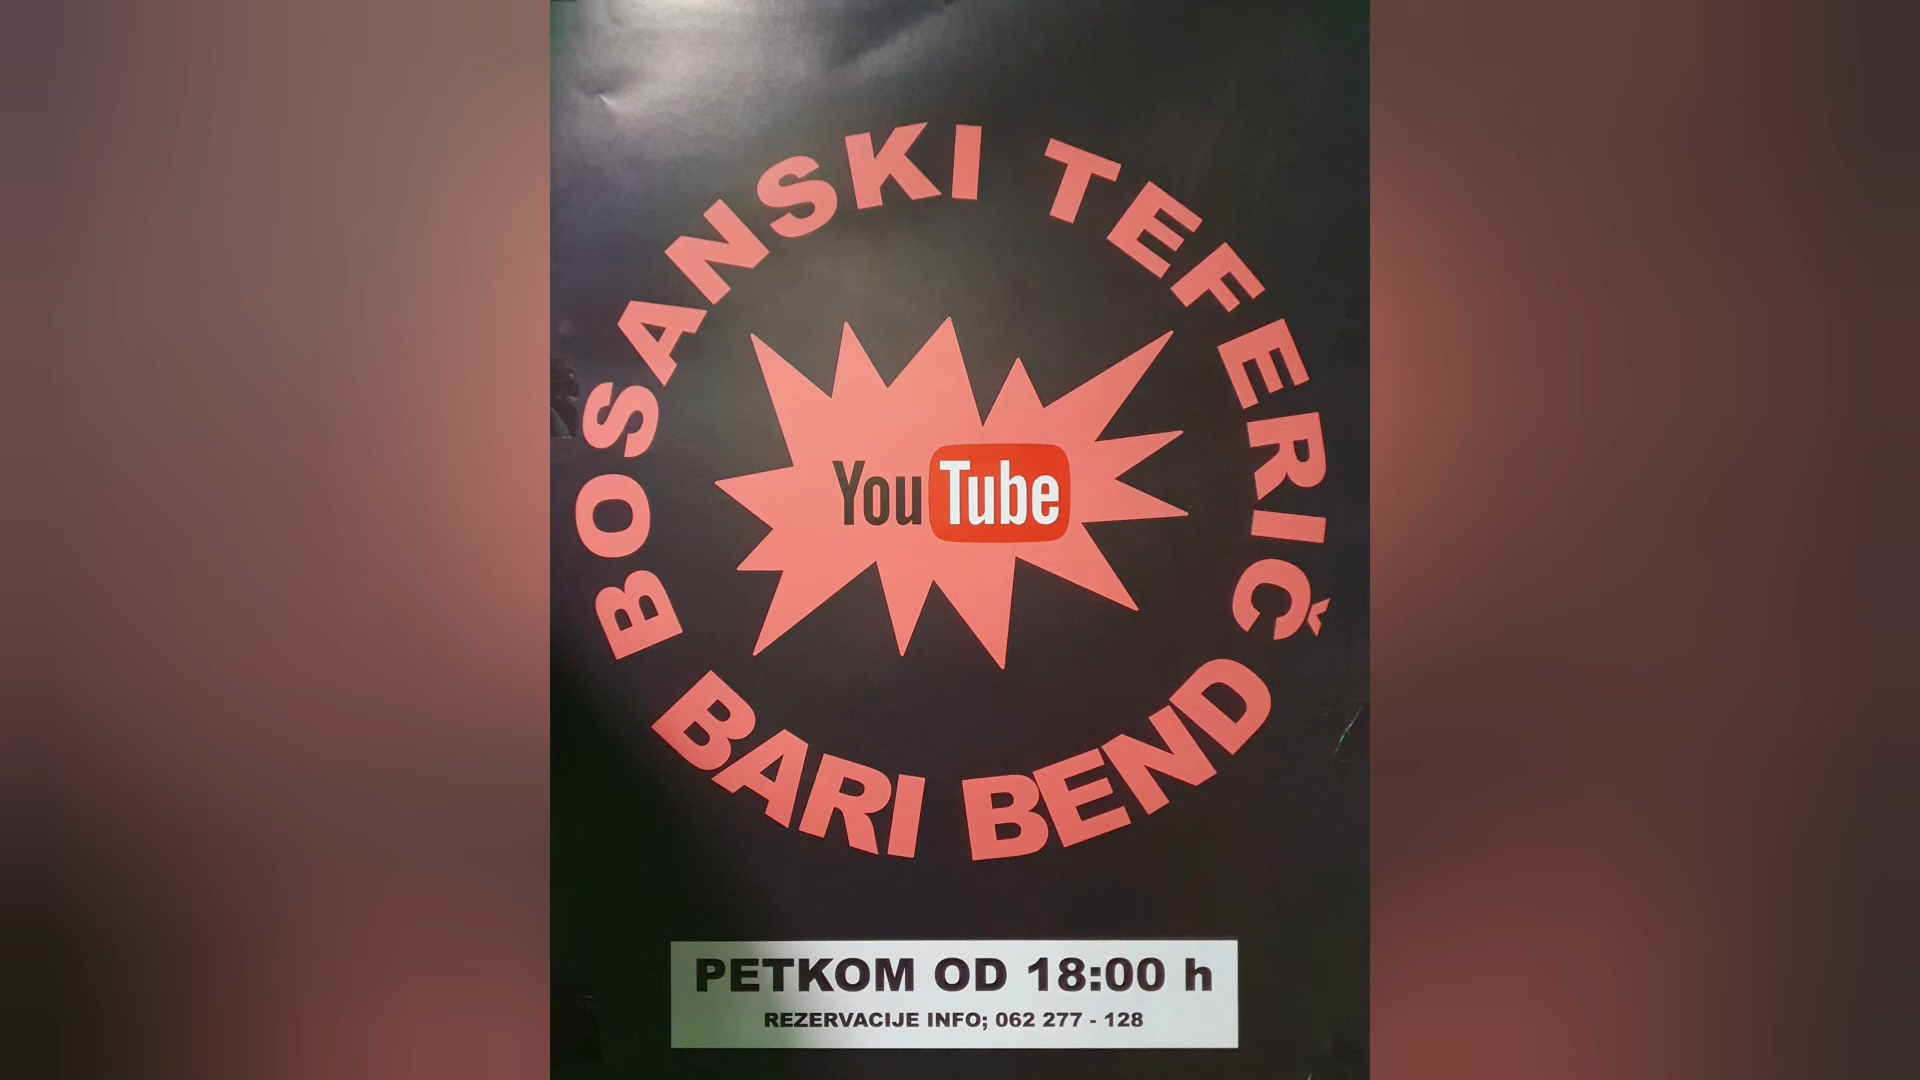 BOSANSKI TEFERIČ
YouTube
BARI BEND
PETKOM OD 18:00 h
REZERVACIJE INFO; 062 277 - 128